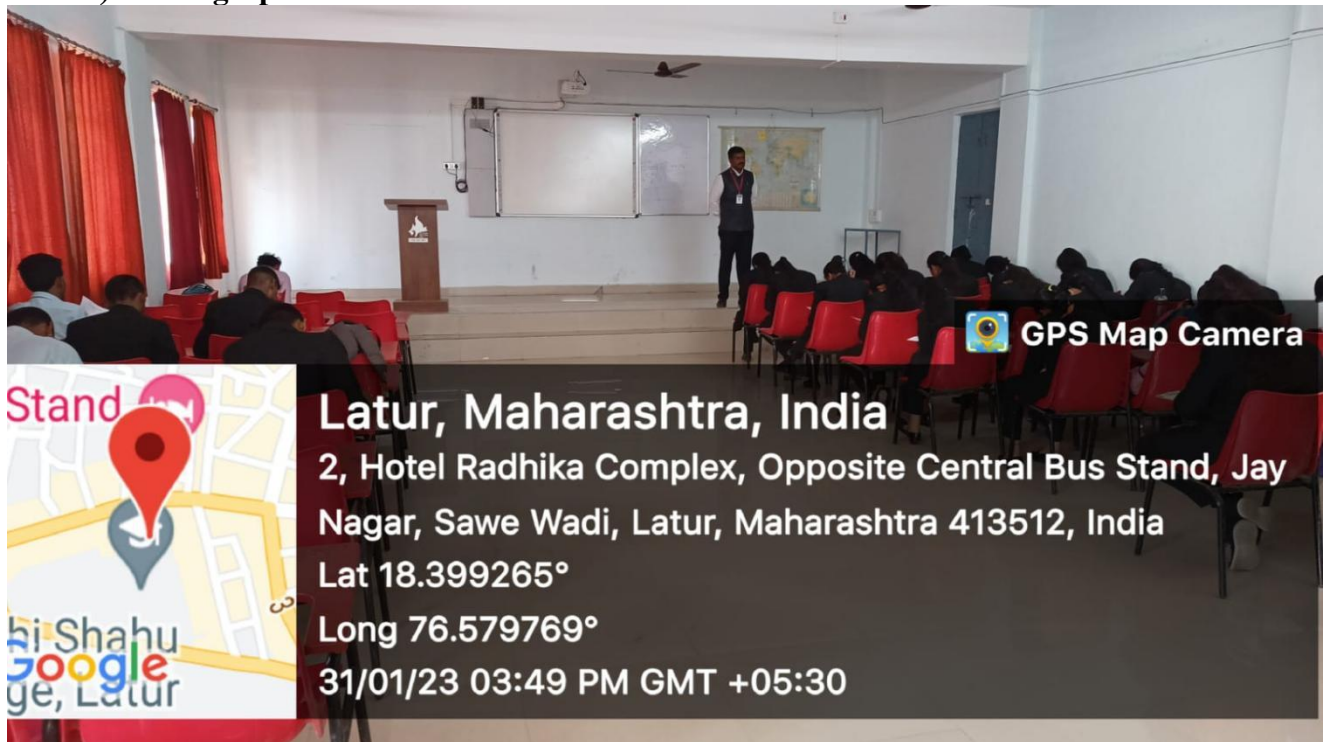 GPS Map Camera
Stand
Latur, Maharashtra, India
2, Hotel Radhika Complex, Opposite Central Bus Stand, Jay
Nagar, Sawe Wadi, Latur, Maharashtra 413512, India
Lat 18.399265°
Long 76.579769°
31/01/23 03:49 PM GMT +05:30
3
hi Shahu
Google
ge, Latur